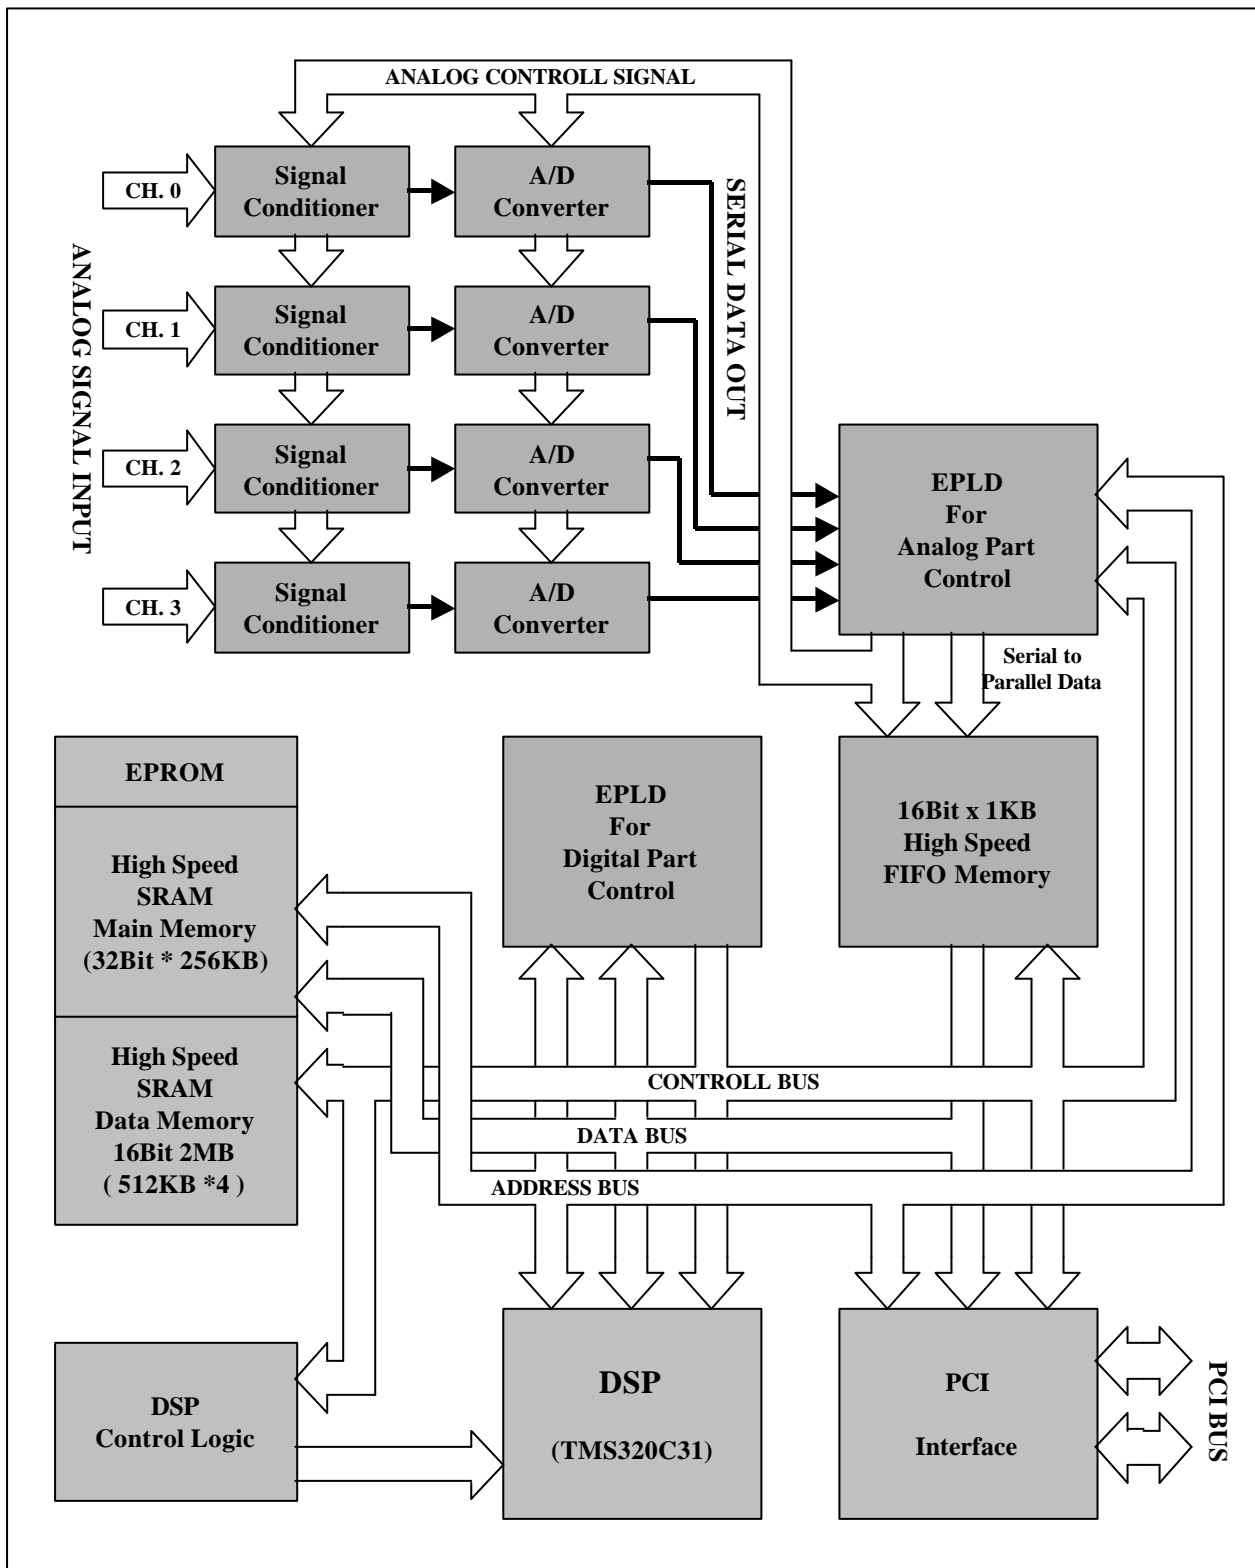 ANALOG CONTROLL SIGNAL
CH. 0
Signal
Conditioner
A/D
Converter
SERIAL DATA OUT
ANALOG SIGNAL INPUT
CH. 1
Signal
Conditioner
A/D
Converter
CH. 2
Signal
Conditioner
A/D
Converter
EPLD
For
Analog Part
Control
CH. 3
Signal
Conditioner
A/D
Converter
Serial to
Parallel Data
EPROM
High Speed
SRAM
Main Memory
(32Bit * 256KB)
EPLD
For
Digital Part
Control
16Bit x 1KB
High Speed
FIFO Memory
High Speed
SRAM
Data Memory
16Bit 2MB
( 512KB *4 )
CONTROLL BUS
DATA BUS
ADDRESS BUS
DSP
Control Logic
DSP
(TMS320C31)
PCI
Interface
PCI BUS